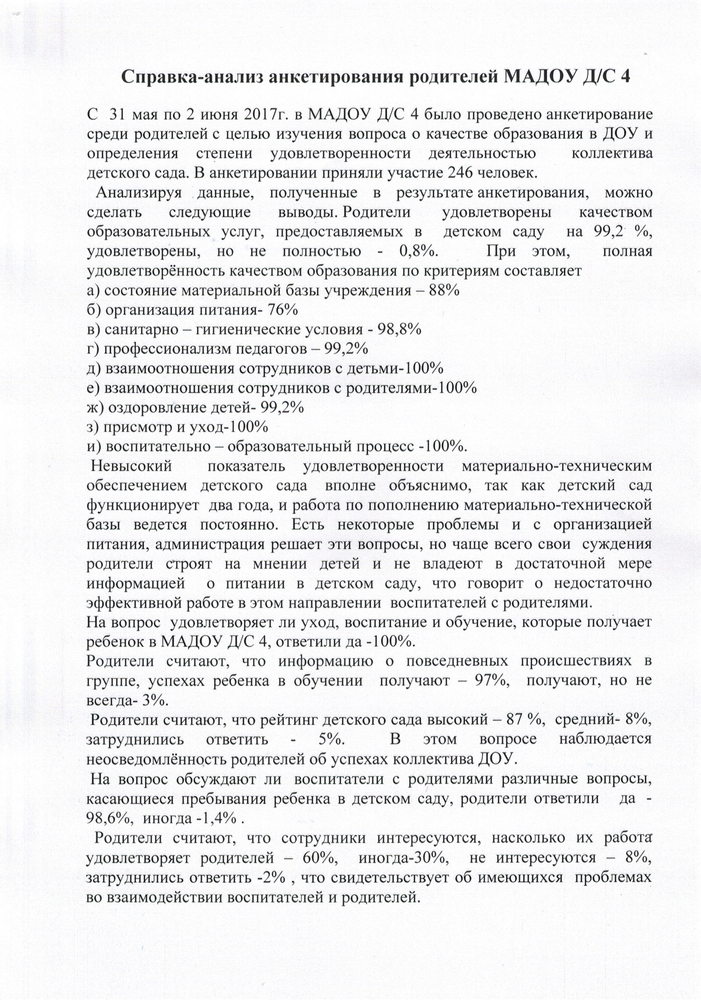 Справка-анализ анкетирования родителей МАДОУ Д/С 4
С 31 мая по 2 июня 2017г. в МАДОУ Д/С 4 было проведено анкетирование
среди родителей с целью изучения вопроса о качестве образования в ДОУ и
определения степени удовлетворенности деятельностью коллектива
детского сада. В анкетировании приняли участие 246 человек.
Анализируя данные, полученные в результате анкетирования, можно
сделать следующие выводы. Родители удовлетворены качеством
образовательных услуг, предоставляемых в детском саду на 99,2 %,
удовлетворены, но не полностью - 0,8%. При этом, полная
удовлетворённость качеством образования по критериям составляет
а) состояние материальной базы учреждения – 88%
б) организация питания- 76%
в) санитарно – гигиенические условия - 98,8%
г) профессионализм педагогов – 99,2%
д) взаимоотношения сотрудников с детьми-100%
е) взаимоотношения сотрудников с родителями-100%
ж) оздоровление детей- 99,2%
з) присмотр и уход-100%
и) воспитательно – образовательный процесс -100%.
Невысокий показатель удовлетворенности материально-техническим
обеспечением детского сада вполне объяснимо, так как детский сад
функционирует два года, и работа по пополнению материально-технической
базы ведется постоянно. Есть некоторые проблемы и с организацией
питания, администрация решает эти вопросы, но чаще всего свои суждения
родители строят на мнении детей и не владеют в достаточной мере
информацией о питании в детском саду, что говорит о недостаточно
эффективной работе в этом направлении воспитателей с родителями.
На вопрос удовлетворяет ли уход, воспитание и обучение, которые получает
ребенок в МАДОУ Д/С 4, ответили да -100%.
Родители считают, что информацию о повседневных происшествиях в
группе, успехах ребенка в обучении получают – 97%, получают, но не
всегда- 3%.
Родители считают, что рейтинг детского сада высокий – 87 %, средний- 8%,
затруднились ответить - 5%. В этом вопросе наблюдается
неосведомлённость родителей об успехах коллектива ДОУ.
На вопрос обсуждают ли воспитатели с родителями различные вопросы,
касающиеся пребывания ребенка в детском саду, родители ответили да -
98,6%, иногда -1,4% .
Родители считают, что сотрудники интересуются, насколько их работа
удовлетворяет родителей – 60%, иногда-30%, не интересуются – 8%,
затруднились ответить -2% , что свидетельствует об имеющихся проблемах
во взаимодействии воспитателей и родителей.